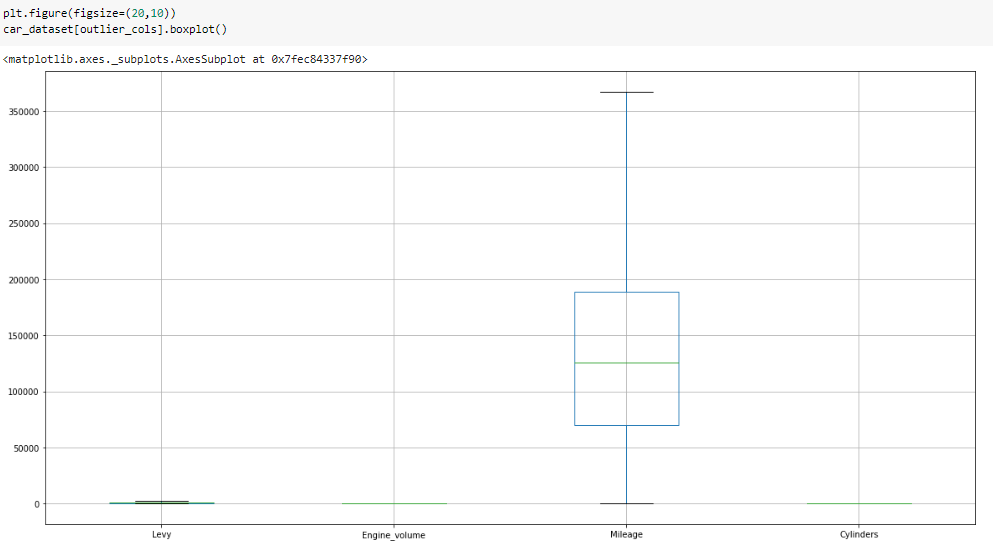 plt.figure(figsize=(20,10))
car_dataset[outlier_cols].boxplot()
<matplotlib.axes._subplots.AxesSubplot at 0x7fec84337f90>
350000
300000
250000
200000
150000
100000
50000
0
Levy Engine_volume Mileage Cylinders